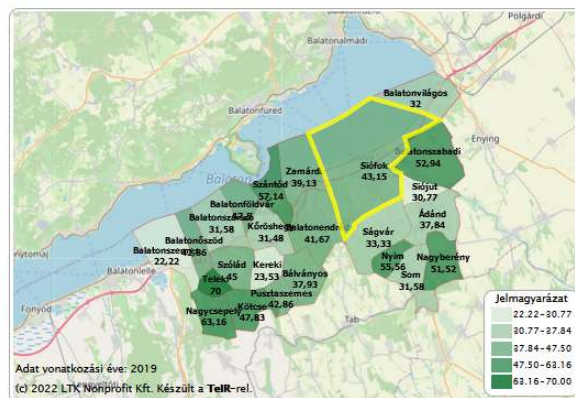 Polgárdi
Balatonalmádi
Balatonvilágos
32
Balatonfüred
Enying
Balatonszabadi
52,94
Siófok
43,15
Zamárdi
39,13
Siójut
30,77
Szántód
57,14
Balatonföldvár
Balatonszárszó
31,58
Ádánd
37,84
Kőröshegy
31,48
Balatonendréd
41,67
Ságvár
33,33
Balatonszemes
22,22
Balatonőszöd
42,86
Balatonlelle
Szólád
45
Kereki
23,53
Bálványos
37,93
Nyim
55,56
Nagyberény
51,52
Som
31,58
Teleki
70
Pusztaszemes
42,86
Kötcse
47,83
Nagycsepely
63,16
Fonyód
Tab
Jelmagyarázat
22.22-30.77
30.77-37.84
37.84-47.50
47.50-63.16
63.16-70.00
Adat vonatkozási éve: 2019
(c) 2022 LTK Nonprofit Kft. Készült a TeIR-rel.